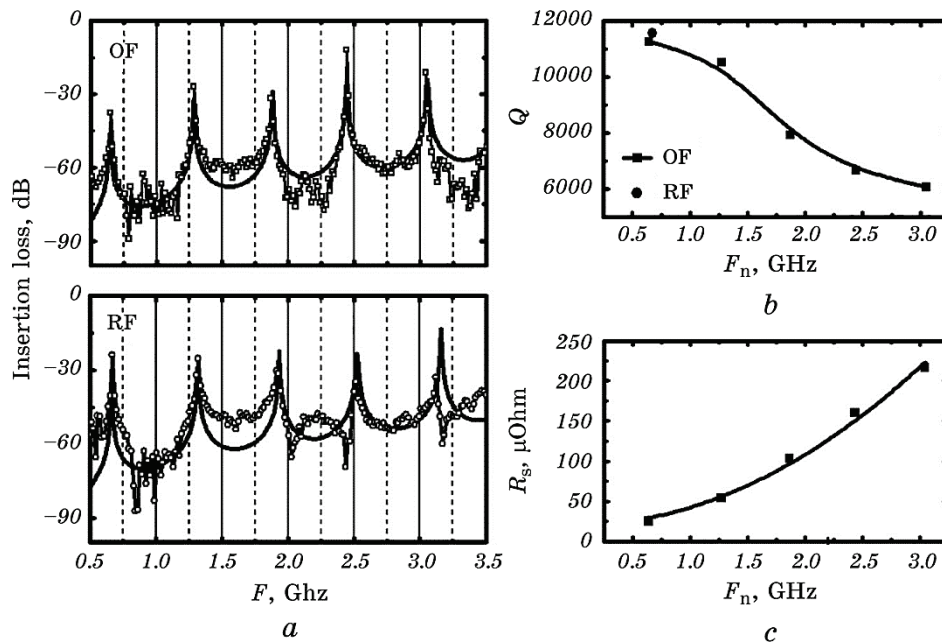 0
OF
−30
−60
−90
0
RF
−30
−60
−90
0.5 1.0 1.5 2.0 2.5 3.0 3.5
F, Ghz
Insertion loss, dB
a
12000
10000
8000
6000
Q
OF
RF
0.5 1.0 1.5 2.0 2.5 3.0
Fn, GHz
b
250
200
150
100
50
0
Rs, μOhm
0.5 1.0 1.5 2.0 2.5 3.0
Fn, GHz
c